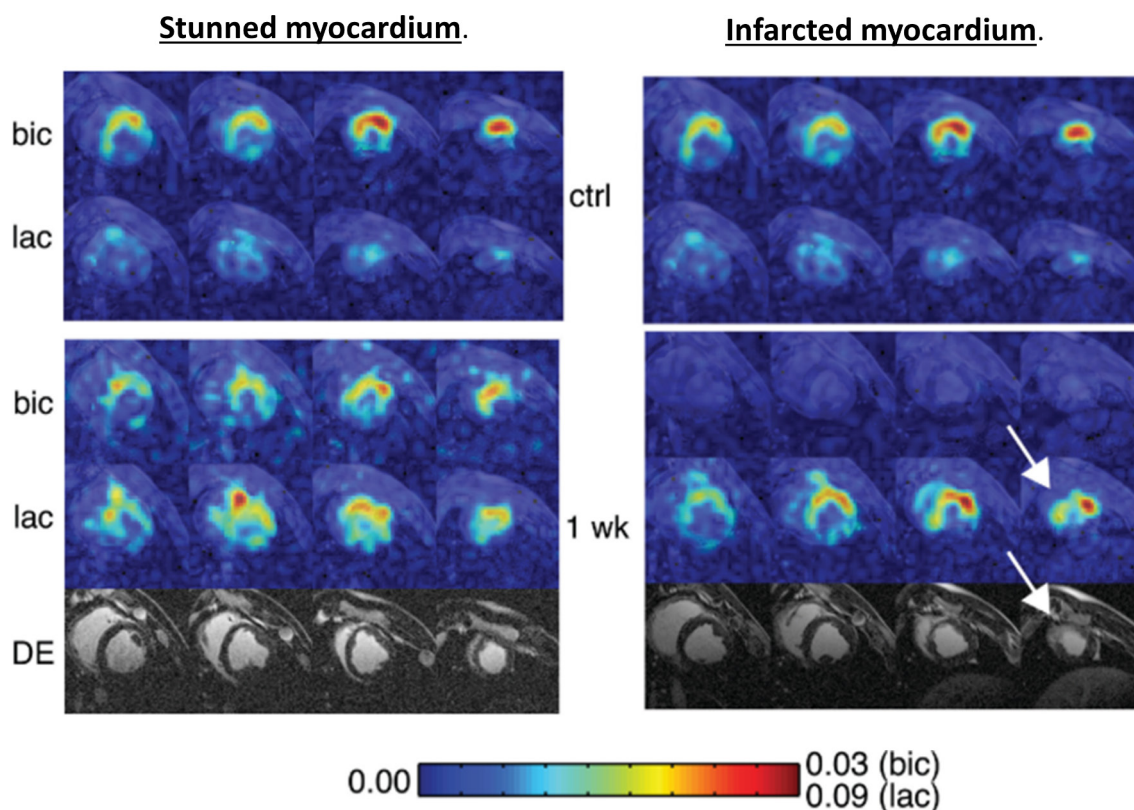 Stunned myocardium.
Infarcted myocardium.
bic
lac
ctrl
bic
lac
1 wk
DE
0.00
0.03 (bic)
0.09 (lac)